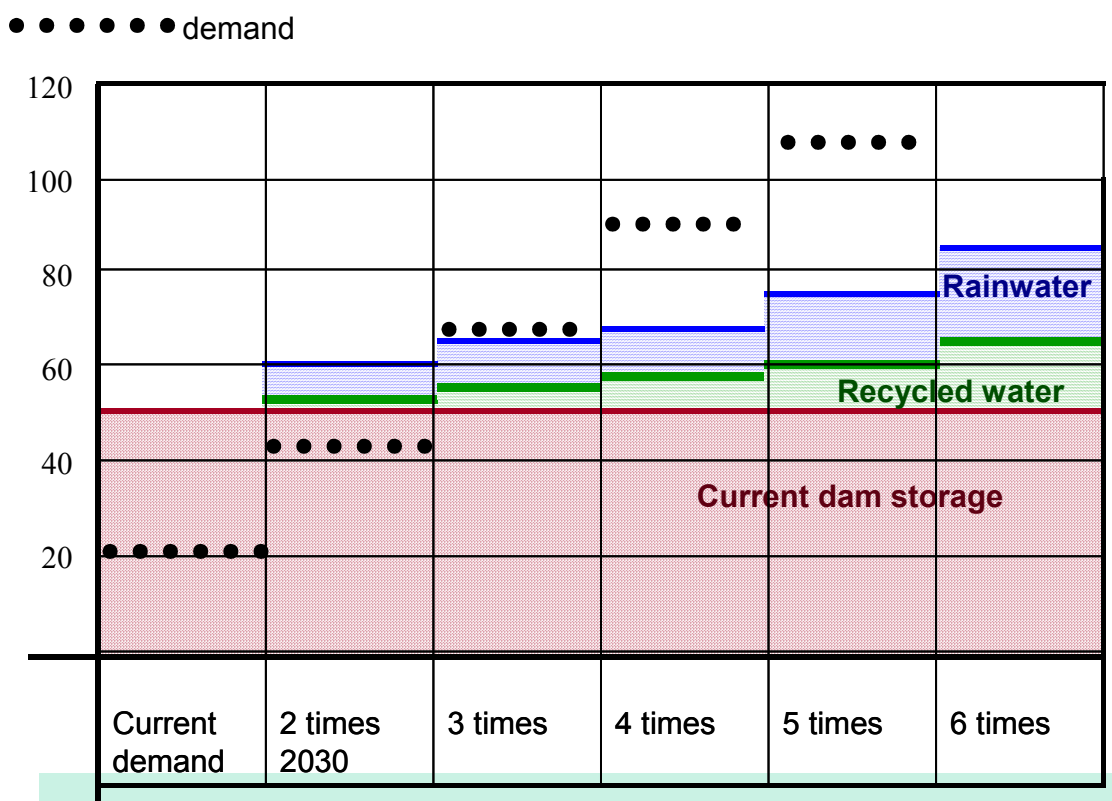 demand
120
100
80
60
40
20
Rainwater
Recycled water
Current dam storage
Current demand
2 times 2030
3 times
4 times
5 times
6 times